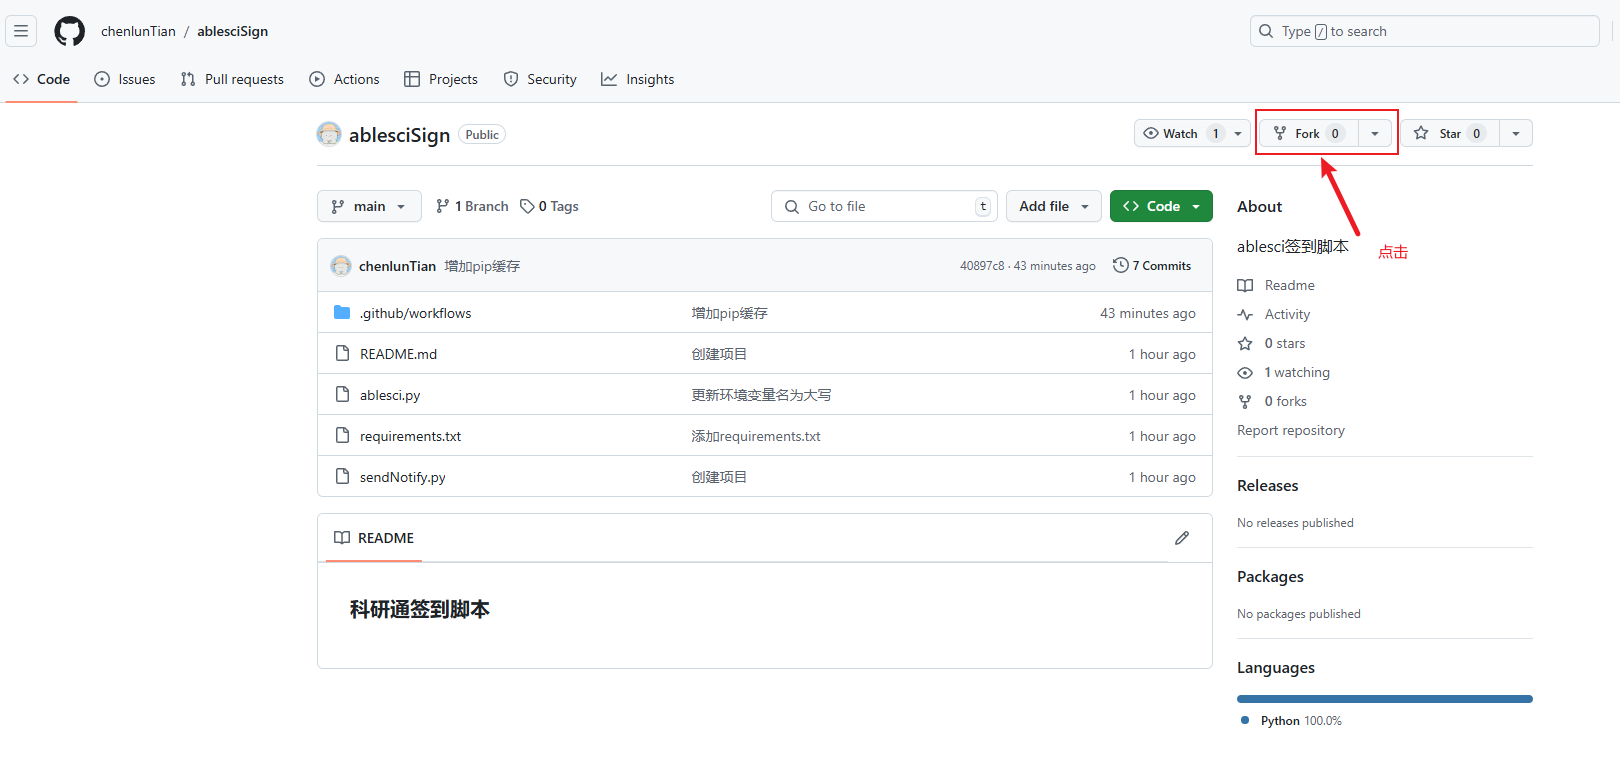 chenlunTian / ablesciSign
Type / to search
Code Issues Pull requests Actions Projects Security Insights
ablesciSign Public
Watch 1 Fork 0 Star 0
main 1 Branch 0 Tags
Go to file t Add file Code
chenlunTian 增加pip缓存 40897c8 · 43 minutes ago 7 Commits
.github/workflows 增加pip缓存 43 minutes ago
README.md 创建项目 1 hour ago
ablesci.py 更新环境变量名为大写 1 hour ago
requirements.txt 添加requirements.txt 1 hour ago
sendNotify.py 创建项目 1 hour ago
README
科研通签到脚本
About
ablesci签到脚本
点击
Readme
Activity
0 stars
1 watching
0 forks
Report repository
Releases
No releases published
Packages
No packages published
Languages
Python 100.0%